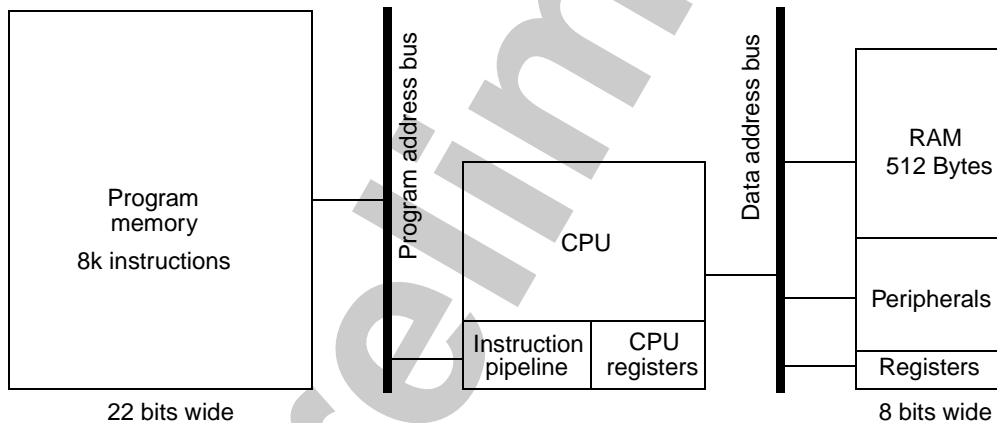 Program
memory
8k instructions
22 bits wide
Program address bus
CPU
Instruction
pipeline
CPU
registers
Data address bus
RAM
512 Bytes
Peripherals
Registers
8 bits wide
relim